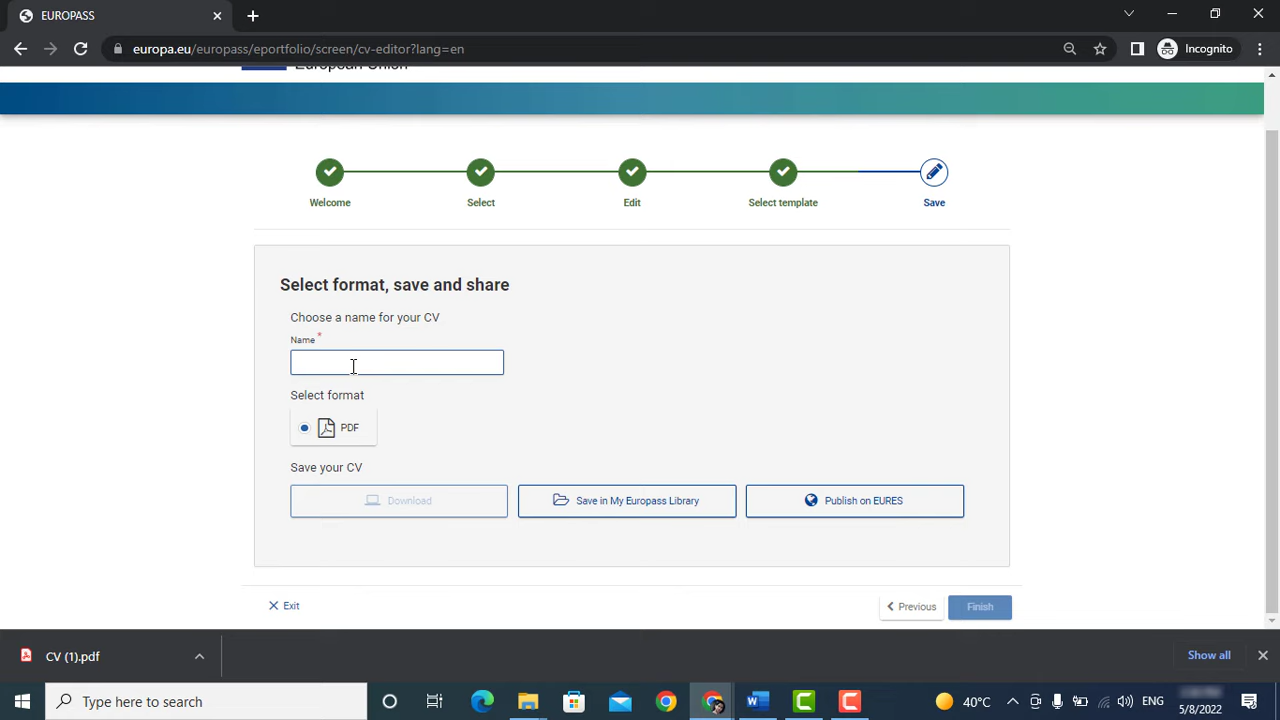 EUROPASS
europa.eu/europass/eportfolio/screen/cv-editor?lang=en
Incognito
European Union
Welcome
Select
Edit
Select template
Save
Select format, save and share
Choose a name for your CV
Name *
Select format
PDF
Save your CV
Download
Save in My Europass Library
Publish on EURES
Exit
Previous
Finish
CV (1).pdf
Show all
Type here to search
40°C
ENG
5/8/2022